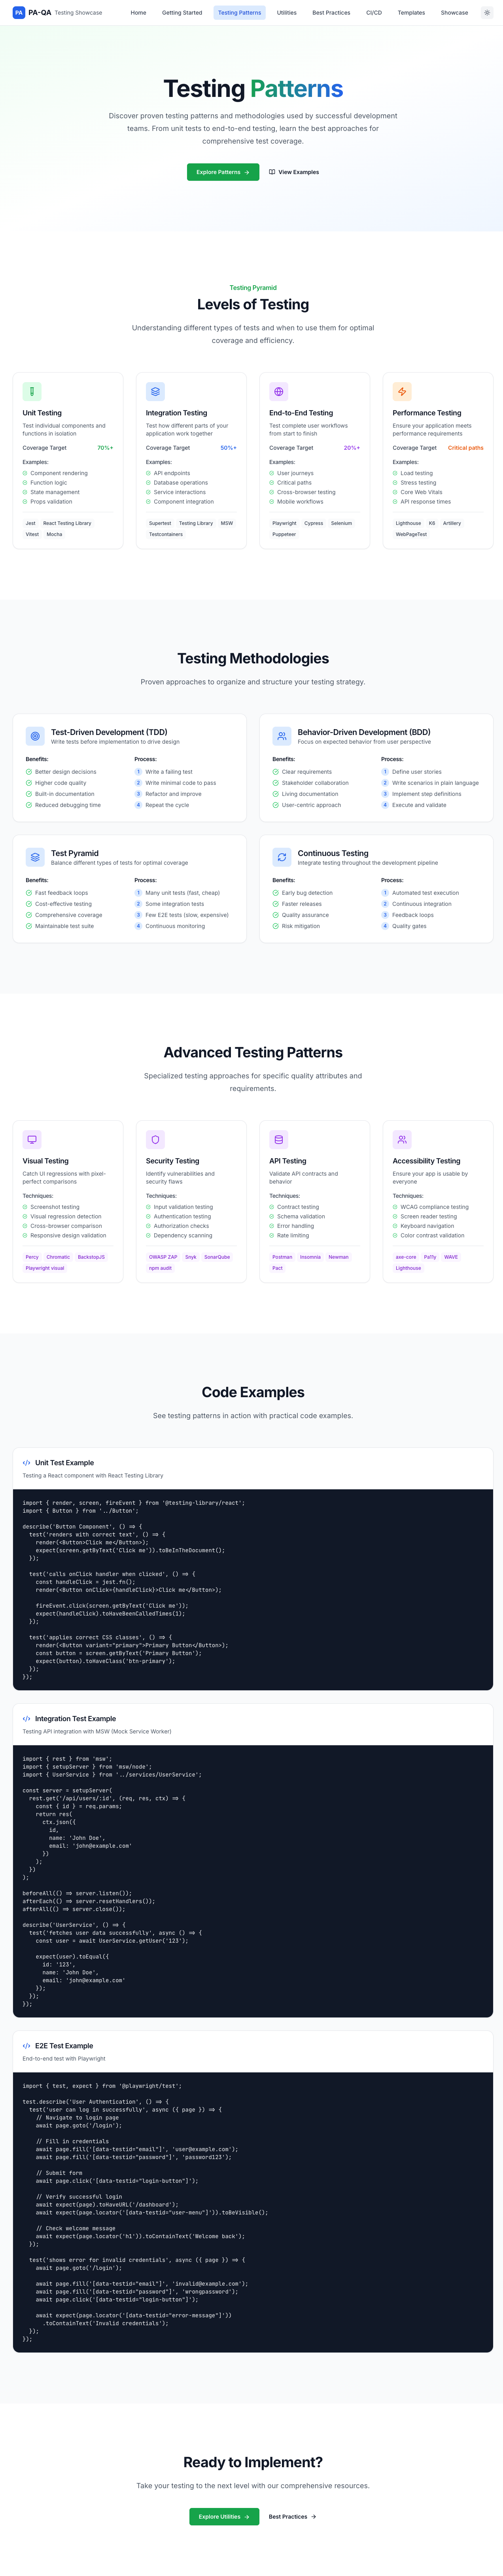 PA PA-QA Testing Showcase Home Getting Started Testing Patterns Utilities Best Practices CI/CD Templates Showcase
Testing Patterns
Discover proven testing patterns and methodologies used by successful development
teams. From unit tests to end-to-end testing, learn the best approaches for
comprehensive test coverage.
Explore Patterns → View Examples
Testing Pyramid
Levels of Testing
Understanding different types of tests and when to use them for optimal
coverage and efficiency.
Unit Testing
Test individual components and
functions in isolation
Coverage Target 70%+
Examples:
Component rendering
Function logic
State management
Props validation
Jest React Testing Library
Vitest Mocha
Integration Testing
Test how different parts of your
application work together
Coverage Target 50%+
Examples:
API endpoints
Database operations
Service interactions
Component integration
Supertest Testing Library MSW
Testcontainers
End-to-End Testing
Test complete user workflows
from start to finish
Coverage Target 20%+
Examples:
User journeys
Critical paths
Cross-browser testing
Mobile workflows
Playwright Cypress Selenium
Puppeteer
Performance Testing
Ensure your application meets
performance requirements
Coverage Target Critical paths
Examples:
Load testing
Stress testing
Core Web Vitals
API response times
Lighthouse K6 Artillery
WebPageTest
Testing Methodologies
Proven approaches to organize and structure your testing strategy.
Test-Driven Development (TDD)
Write tests before implementation to drive design
Benefits:
Better design decisions
Higher code quality
Built-in documentation
Reduced debugging time
Process:
1 Write a failing test
2 Write minimal code to pass
3 Refactor and improve
4 Repeat the cycle
Behavior-Driven Development (BDD)
Focus on expected behavior from user perspective
Benefits:
Clear requirements
Stakeholder collaboration
Living documentation
User-centric approach
Process:
1 Define user stories
2 Write scenarios in plain language
3 Implement step definitions
4 Execute and validate
Test Pyramid
Balance different types of tests for optimal coverage
Benefits:
Fast feedback loops
Cost-effective testing
Comprehensive coverage
Maintainable test suite
Process:
1 Many unit tests (fast, cheap)
2 Some integration tests
3 Few E2E tests (slow, expensive)
4 Continuous monitoring
Continuous Testing
Integrate testing throughout the development pipeline
Benefits:
Early bug detection
Faster releases
Quality assurance
Risk mitigation
Process:
1 Automated test execution
2 Continuous integration
3 Feedback loops
4 Quality gates
Advanced Testing Patterns
Specialized testing approaches for specific quality attributes and
requirements.
Visual Testing
Catch UI regressions with pixel-
perfect comparisons
Techniques:
Screenshot testing
Visual regression detection
Cross-browser comparison
Responsive design validation
Percy Chromatic BackstopJS
Playwright visual
Security Testing
Identify vulnerabilities and
security flaws
Techniques:
Input validation testing
Authentication testing
Authorization checks
Dependency scanning
OWASP ZAP Snyk SonarQube
npm audit
API Testing
Validate API contracts and
behavior
Techniques:
Contract testing
Schema validation
Error handling
Rate limiting
Postman Insomnia Newman
Pact
Accessibility Testing
Ensure your app is usable by
everyone
Techniques:
WCAG compliance testing
Screen reader testing
Keyboard navigation
Color contrast validation
axe-core Pa11y WAVE
Lighthouse
Code Examples
See testing patterns in action with practical code examples.
Unit Test Example
Testing a React component with React Testing Library
import { render, screen, fireEvent } from '@testing-library/react';
import { Button } from '../Button';
describe('Button Component', () => {
test('renders with correct text', () => {
render(<Button>Click me</Button>);
expect(screen.getByText('Click me')).toBeInTheDocument();
});
test('calls onClick handler when clicked', () => {
const handleClick = jest.fn();
render(<Button onClick={handleClick}>Click me</Button>);
fireEvent.click(screen.getByText('Click me'));
expect(handleClick).toHaveBeenCalledTimes(1);
});
test('applies correct CSS classes', () => {
render(<Button variant="primary">Primary Button</Button>);
const button = screen.getByText('Primary Button');
expect(button).toHaveClass('btn-primary');
});
});
Integration Test Example
Testing API integration with MSW (Mock Service Worker)
import { rest } from 'msw';
import { setupServer } from 'msw/node';
import { UserService } from '../services/UserService';
const server = setupServer(
rest.get('/api/users/:id', (req, res, ctx) => {
const { id } = req.params;
return res(
ctx.json({
id,
name: 'John Doe',
email: 'john@example.com'
})
);
})
);
beforeAll(() => server.listen());
afterEach(() => server.resetHandlers());
afterAll(() => server.close());
describe('UserService', () => {
test('fetches user data successfully', async () => {
const user = await UserService.getUser('123');
expect(user).toEqual({
id: '123',
name: 'John Doe',
email: 'john@example.com'
});
});
});
E2E Test Example
End-to-end test with Playwright
import { test, expect } from '@playwright/test';
test.describe('User Authentication', () => {
test('user can log in successfully', async ({ page }) => {
// Navigate to login page
await page.goto('/login');
// Fill in credentials
await page.fill('[data-testid="email"]', 'user@example.com');
await page.fill('[data-testid="password"]', 'password123');
// Submit form
await page.click('[data-testid="login-button"]');
// Verify successful login
await expect(page).toHaveURL('/dashboard');
await expect(page.locator('[data-testid="user-menu"]')).toBeVisible();
// Check welcome message
await expect(page.locator('h1')).toContainText('Welcome back');
});
test('shows error for invalid credentials', async ({ page }) => {
await page.goto('/login');
await page.fill('[data-testid="email"]', 'invalid@example.com');
await page.fill('[data-testid="password"]', 'wrongpassword');
await page.click('[data-testid="login-button"]');
await expect(page.locator('[data-testid="error-message"]'))
.toContainText('Invalid credentials');
});
});
Ready to Implement?
Take your testing to the next level with our comprehensive resources.
Explore Utilities → Best Practices →